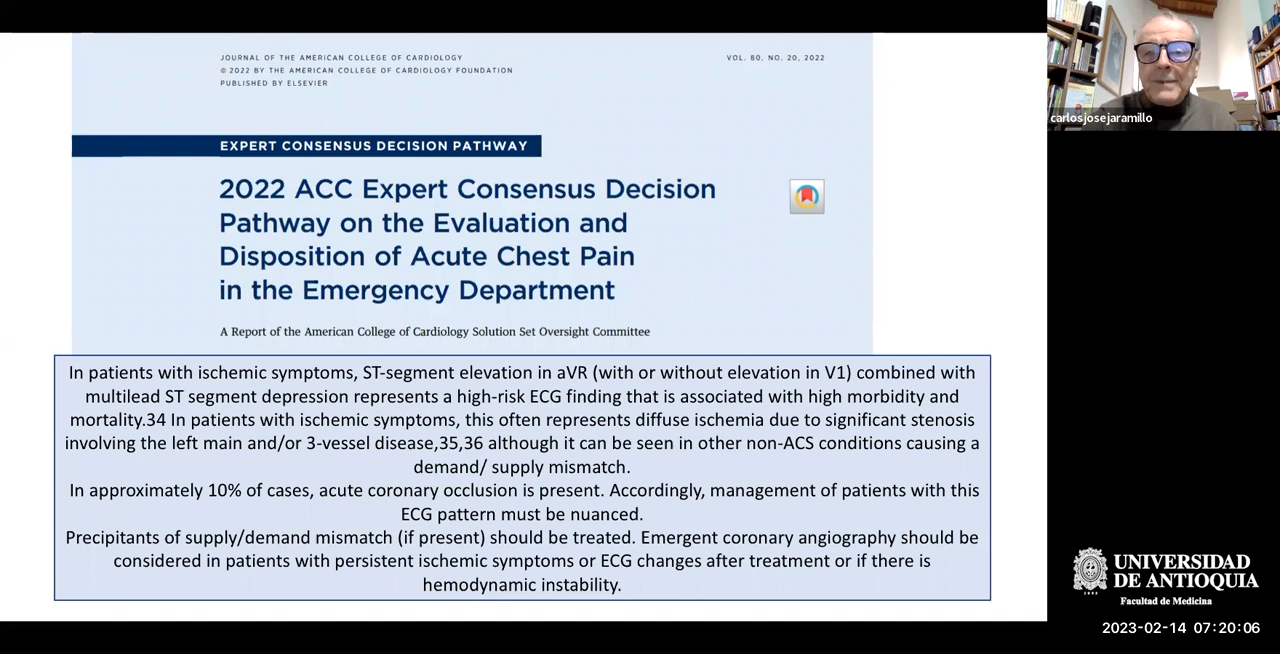 JOURNAL OF THE AMERICAN COLLEGE OF CARDIOLOGY
© 2022 BY THE AMERICAN COLLEGE OF CARDIOLOGY FOUNDATION
PUBLISHED BY ELSEVIER
VOL. 80, NO. 20, 2022
EXPERT CONSENSUS DECISION PATHWAY
2022 ACC Expert Consensus Decision
Pathway on the Evaluation and
Disposition of Acute Chest Pain
in the Emergency Department
A Report of the American College of Cardiology Solution Set Oversight Committee
In patients with ischemic symptoms, ST-segment elevation in aVR (with or without elevation in V1) combined with
multilead ST segment depression represents a high-risk ECG finding that is associated with high morbidity and
mortality.34 In patients with ischemic symptoms, this often represents diffuse ischemia due to significant stenosis
involving the left main and/or 3-vessel disease,35,36 although it can be seen in other non-ACS conditions causing a
demand/ supply mismatch.
In approximately 10% of cases, acute coronary occlusion is present. Accordingly, management of patients with this
ECG pattern must be nuanced.
Precipitants of supply/demand mismatch (if present) should be treated. Emergent coronary angiography should be
considered in patients with persistent ischemic symptoms or ECG changes after treatment or if there is
hemodynamic instability.
carlosjosejaramillo
UNIVERSIDAD
DE ANTIOQUIA
1803
Facultad de Medicina
2023-02-14 07:20:06